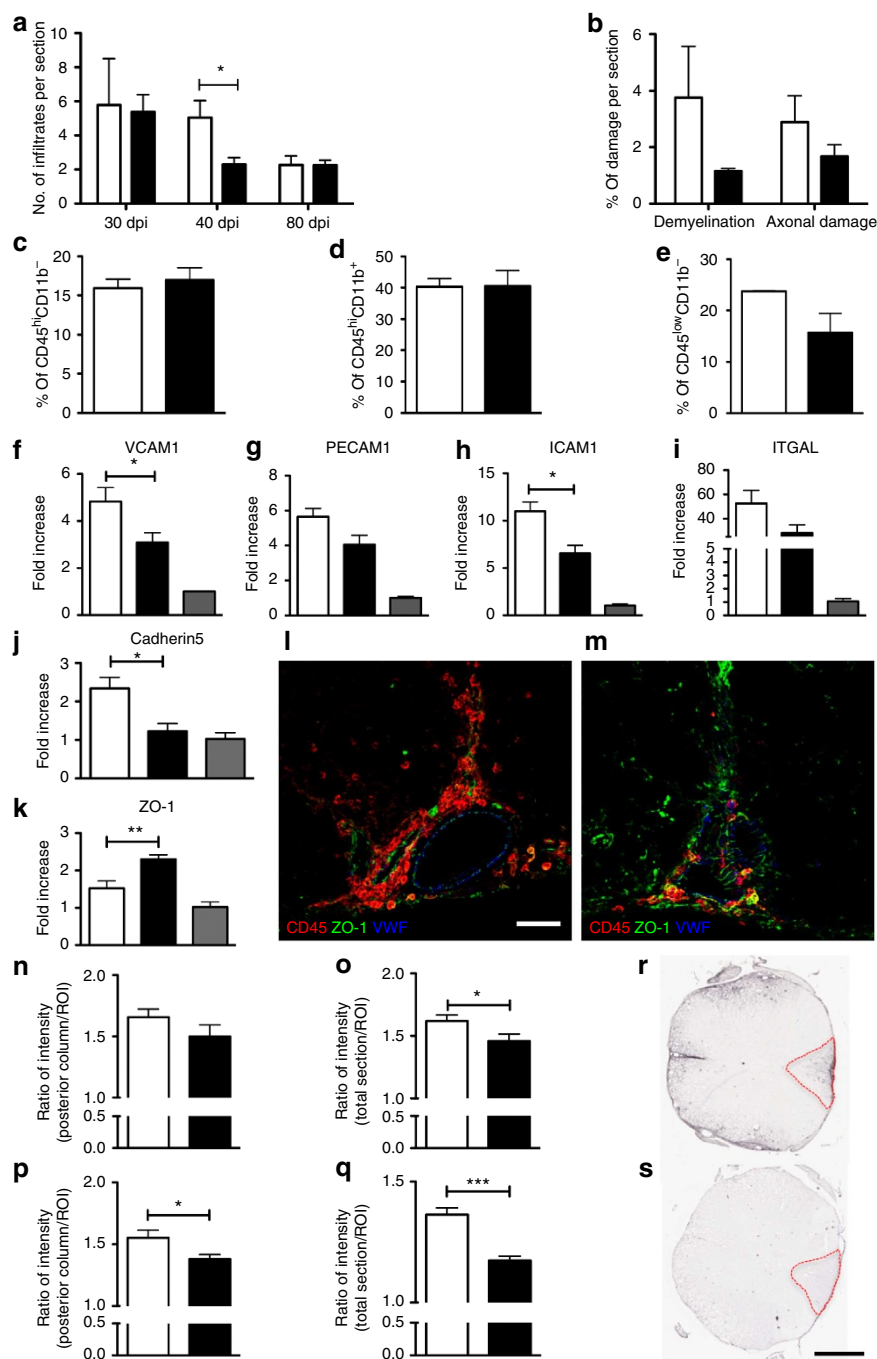 a
No. of infiltrates per section
10
8
6
4
2
0
*
30 dpi 40 dpi 80 dpi
b
% Of damage per section
6
4
2
0
Demyelination Axonal damage
c
% Of CD45hiCD11b–
20
15
10
5
0
d
% Of CD45hiCD11b+
50
40
30
20
10
0
e
% Of CD45lowCD11b–
30
20
10
0
f
VCAM1
Fold increase
6
4
2
0
*
g
PECAM1
Fold increase
8
6
4
2
0
h
ICAM1
Fold increase
15
10
5
0
*
i
ITGAL
Fold increase
80
60
40
5
4
3
2
1
0
j
Cadherin5
Fold increase
3
2
1
0
*
k
ZO-1
Fold increase
3
2
1
0
**
l
CD45 ZO-1 VWF
m
CD45 ZO-1 VWF
n
Ratio of intensity
(posterior column/ROI)
2.0
1.5
1.0
0.5
0.0
o
Ratio of intensity
(total section/ROI)
2.0
1.5
1.0
0.5
0.0
*
p
Ratio of intensity
(posterior column/ROI)
2.0
1.5
1.0
0.5
0.0
*
q
Ratio of intensity
(total section/ROI)
1.5
1.0
0.5
0.0
***
r
s